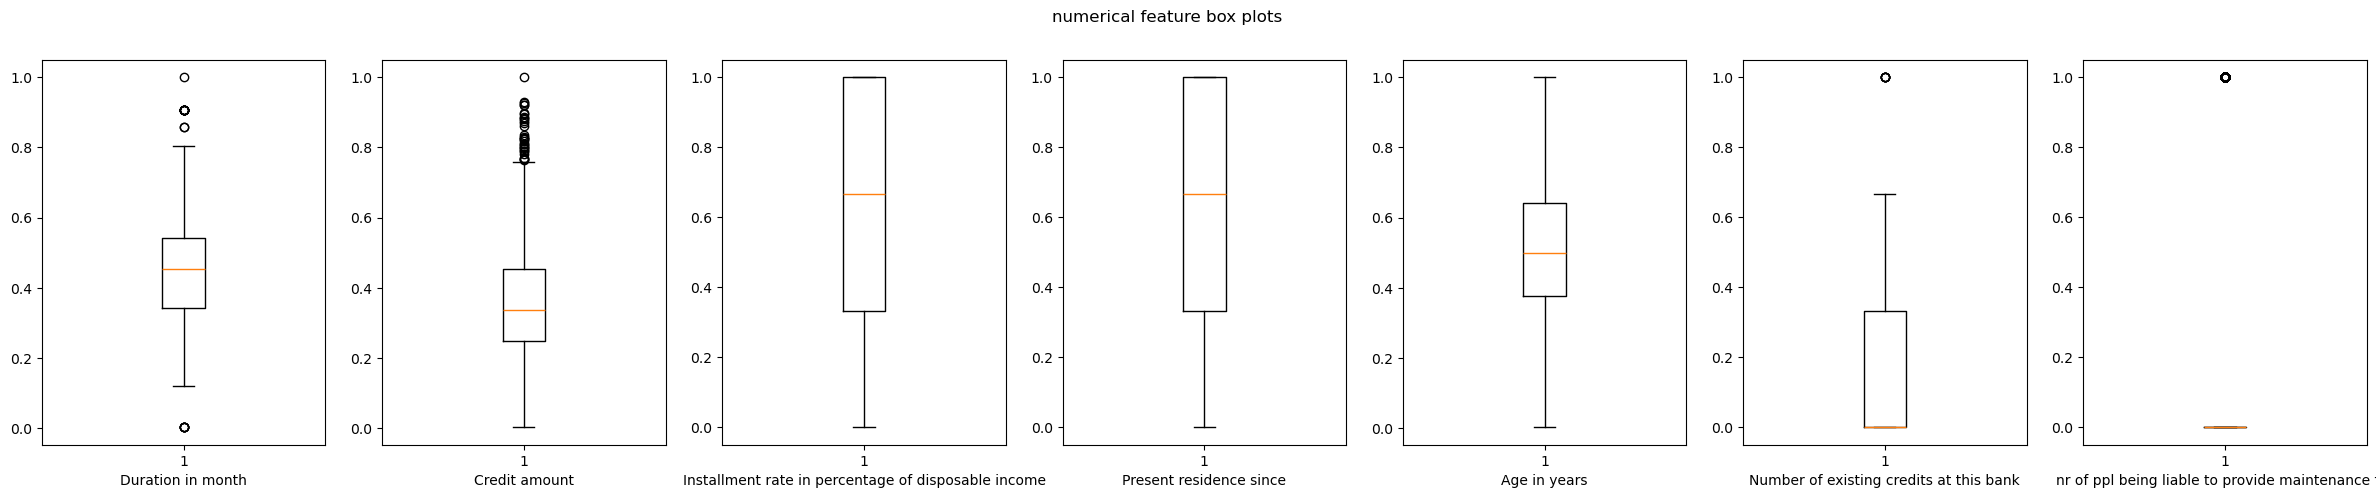 numerical feature box plots
1.0 1.0 1.0 1.0 1.0 1.0 1.0
0.8 0.8 0.8 0.8 0.8 0.8 0.8
0.6 0.6 0.6 0.6 0.6 0.6 0.6
0.4 0.4 0.4 0.4 0.4 0.4 0.4
0.2 0.2 0.2 0.2 0.2 0.2 0.2
0.0 0.0 0.0 0.0 0.0 0.0 0.0
1 1 1 1 1 1 1
Duration in month Credit amount Installment rate in percentage of disposable income Present residence since Age in years Number of existing credits at this bank nr of ppl being liable to provide maintenance